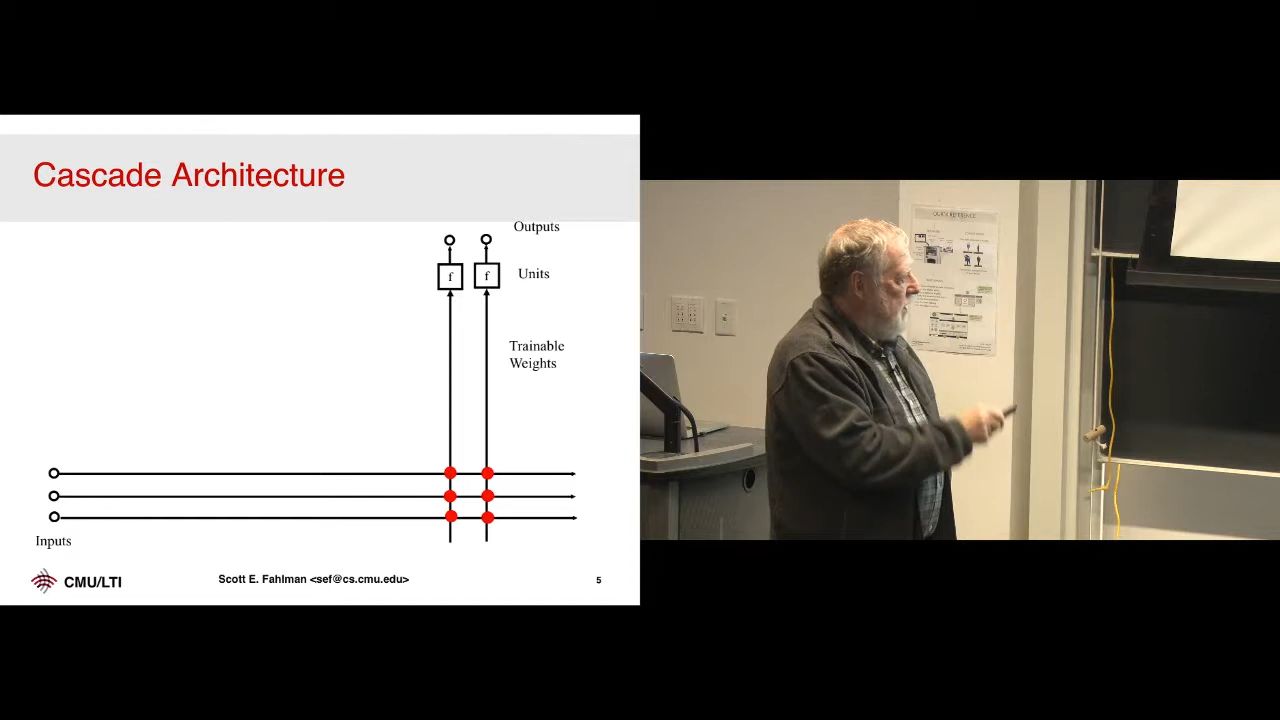 Cascade Architecture
Outputs
f f Units
Trainable
Weights
Inputs
CMU/LTI
Scott E. Fahlman <sef@cs.cmu.edu>
5
QUICK REFERENCE